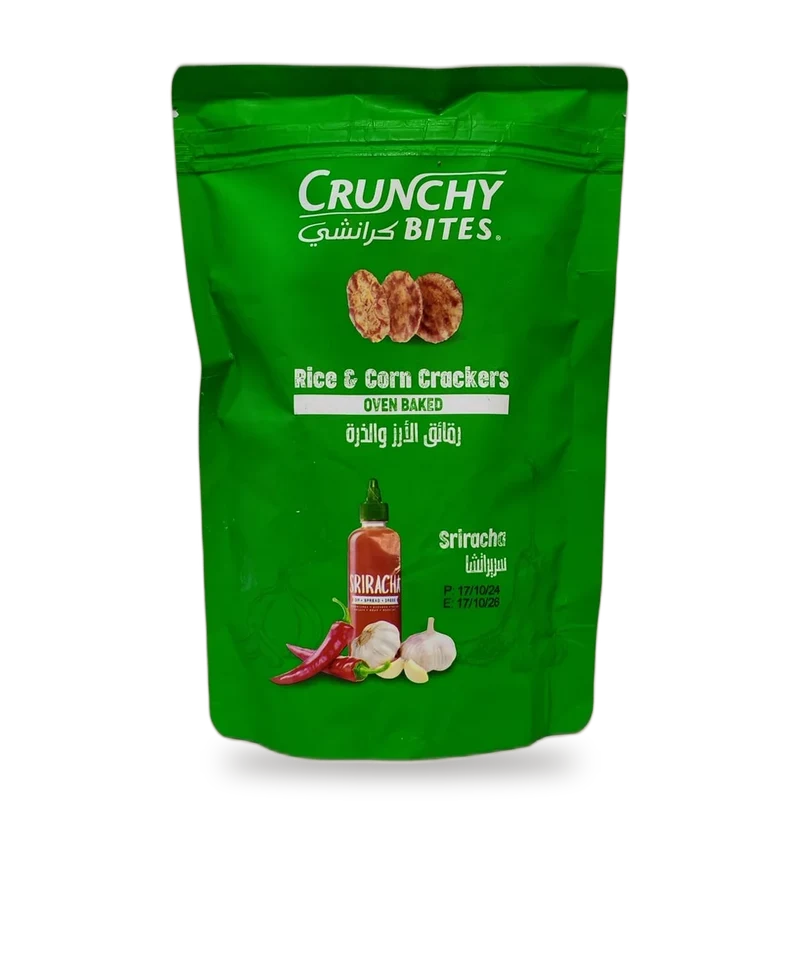 CRUNCHY
كرانشي BITES®
Rice & Corn Crackers
OVEN BAKED
رقائق الأرز والذرة
Sriracha
سريراتشا
P: 17/10/24
E: 17/10/26
SRIRACHA